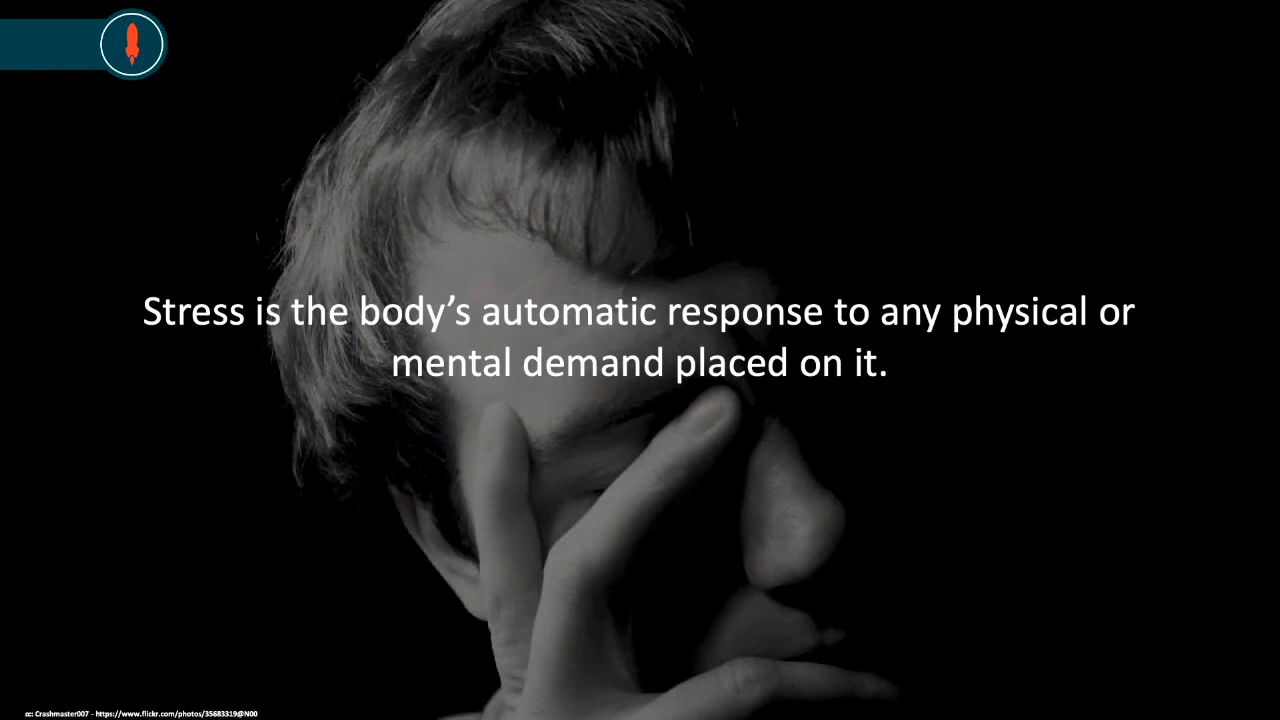 Stress is the body’s automatic response to any physical or
mental demand placed on it.
cc: Crashmaster007 - https://www.flickr.com/photos/35683319@N00